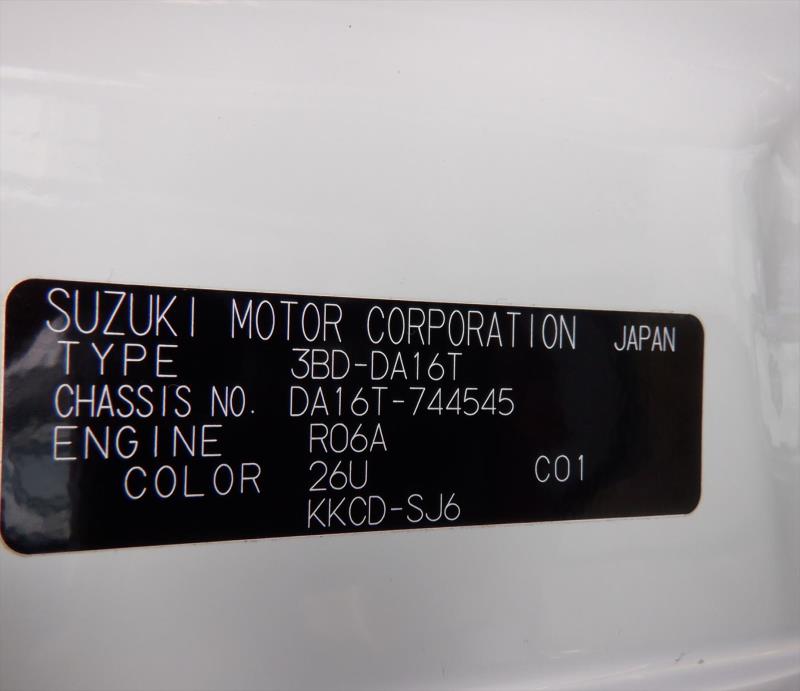 SUZUKI MOTOR CORPORATION JAPAN
TYPE 3BD-DA16T
CHASSIS NO. DA16T-744545
ENGINE R06A
COLOR 26U C01
KKCD-SJ6